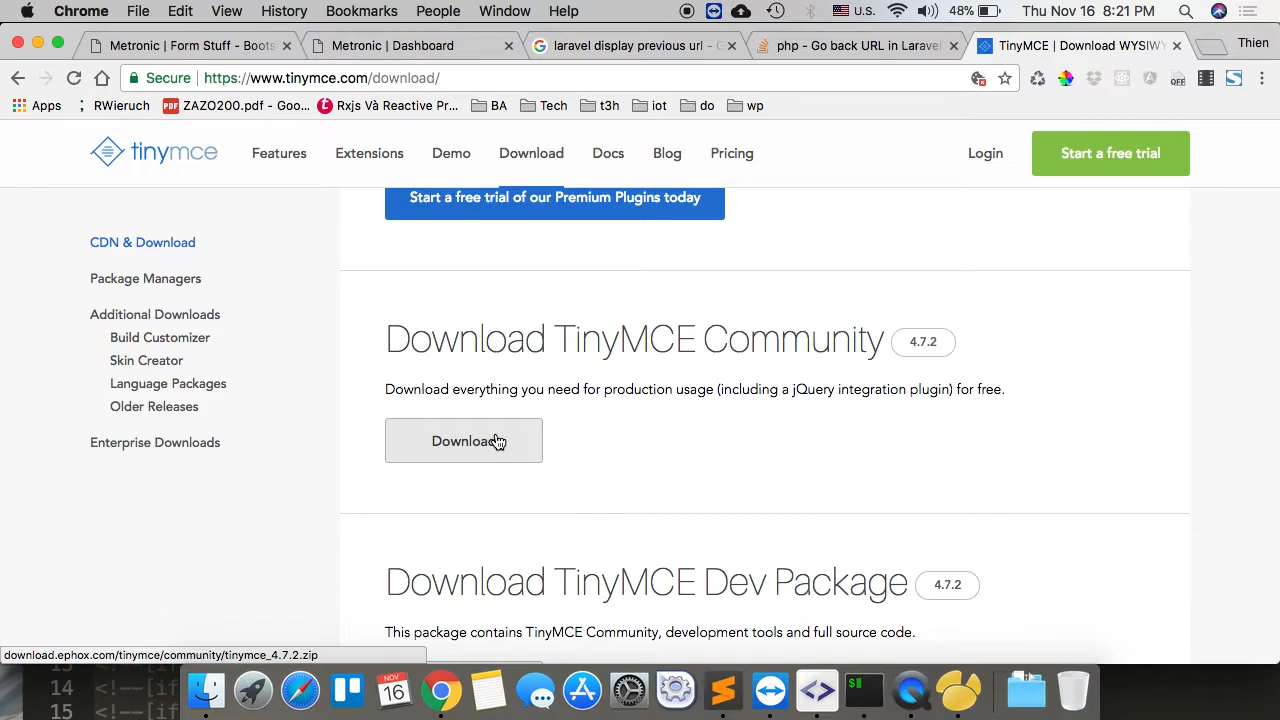 Chrome File Edit View History Bookmarks People Window Help U.S. 48% Thu Nov 16 8:21 PM
Metronic | Form Stuff - Boots Metronic | Dashboard laravel display previous url - G php - Go back URL in Laravel TinyMCE | Download WYSIWY Thien
Secure https://www.tinymce.com/download/
Apps RWieruch ZAZO200.pdf - Goo... Rxjs Và Reactive Pr... BA Tech t3h iot do wp
tinymce Features Extensions Demo Download Docs Blog Pricing Login Start a free trial
Start a free trial of our Premium Plugins today
CDN & Download
Package Managers
Additional Downloads
Build Customizer
Skin Creator
Language Packages
Older Releases
Enterprise Downloads
Download TinyMCE Community 4.7.2
Download everything you need for production usage (including a jQuery integration plugin) for free.
Download
Download TinyMCE Dev Package 4.7.2
This package contains TinyMCE Community, development tools and full source code.
download.ephox.com/tinymce/community/tinymce_4.7.2.zip
14 <!--[if
15 <!--[if
NOV
16